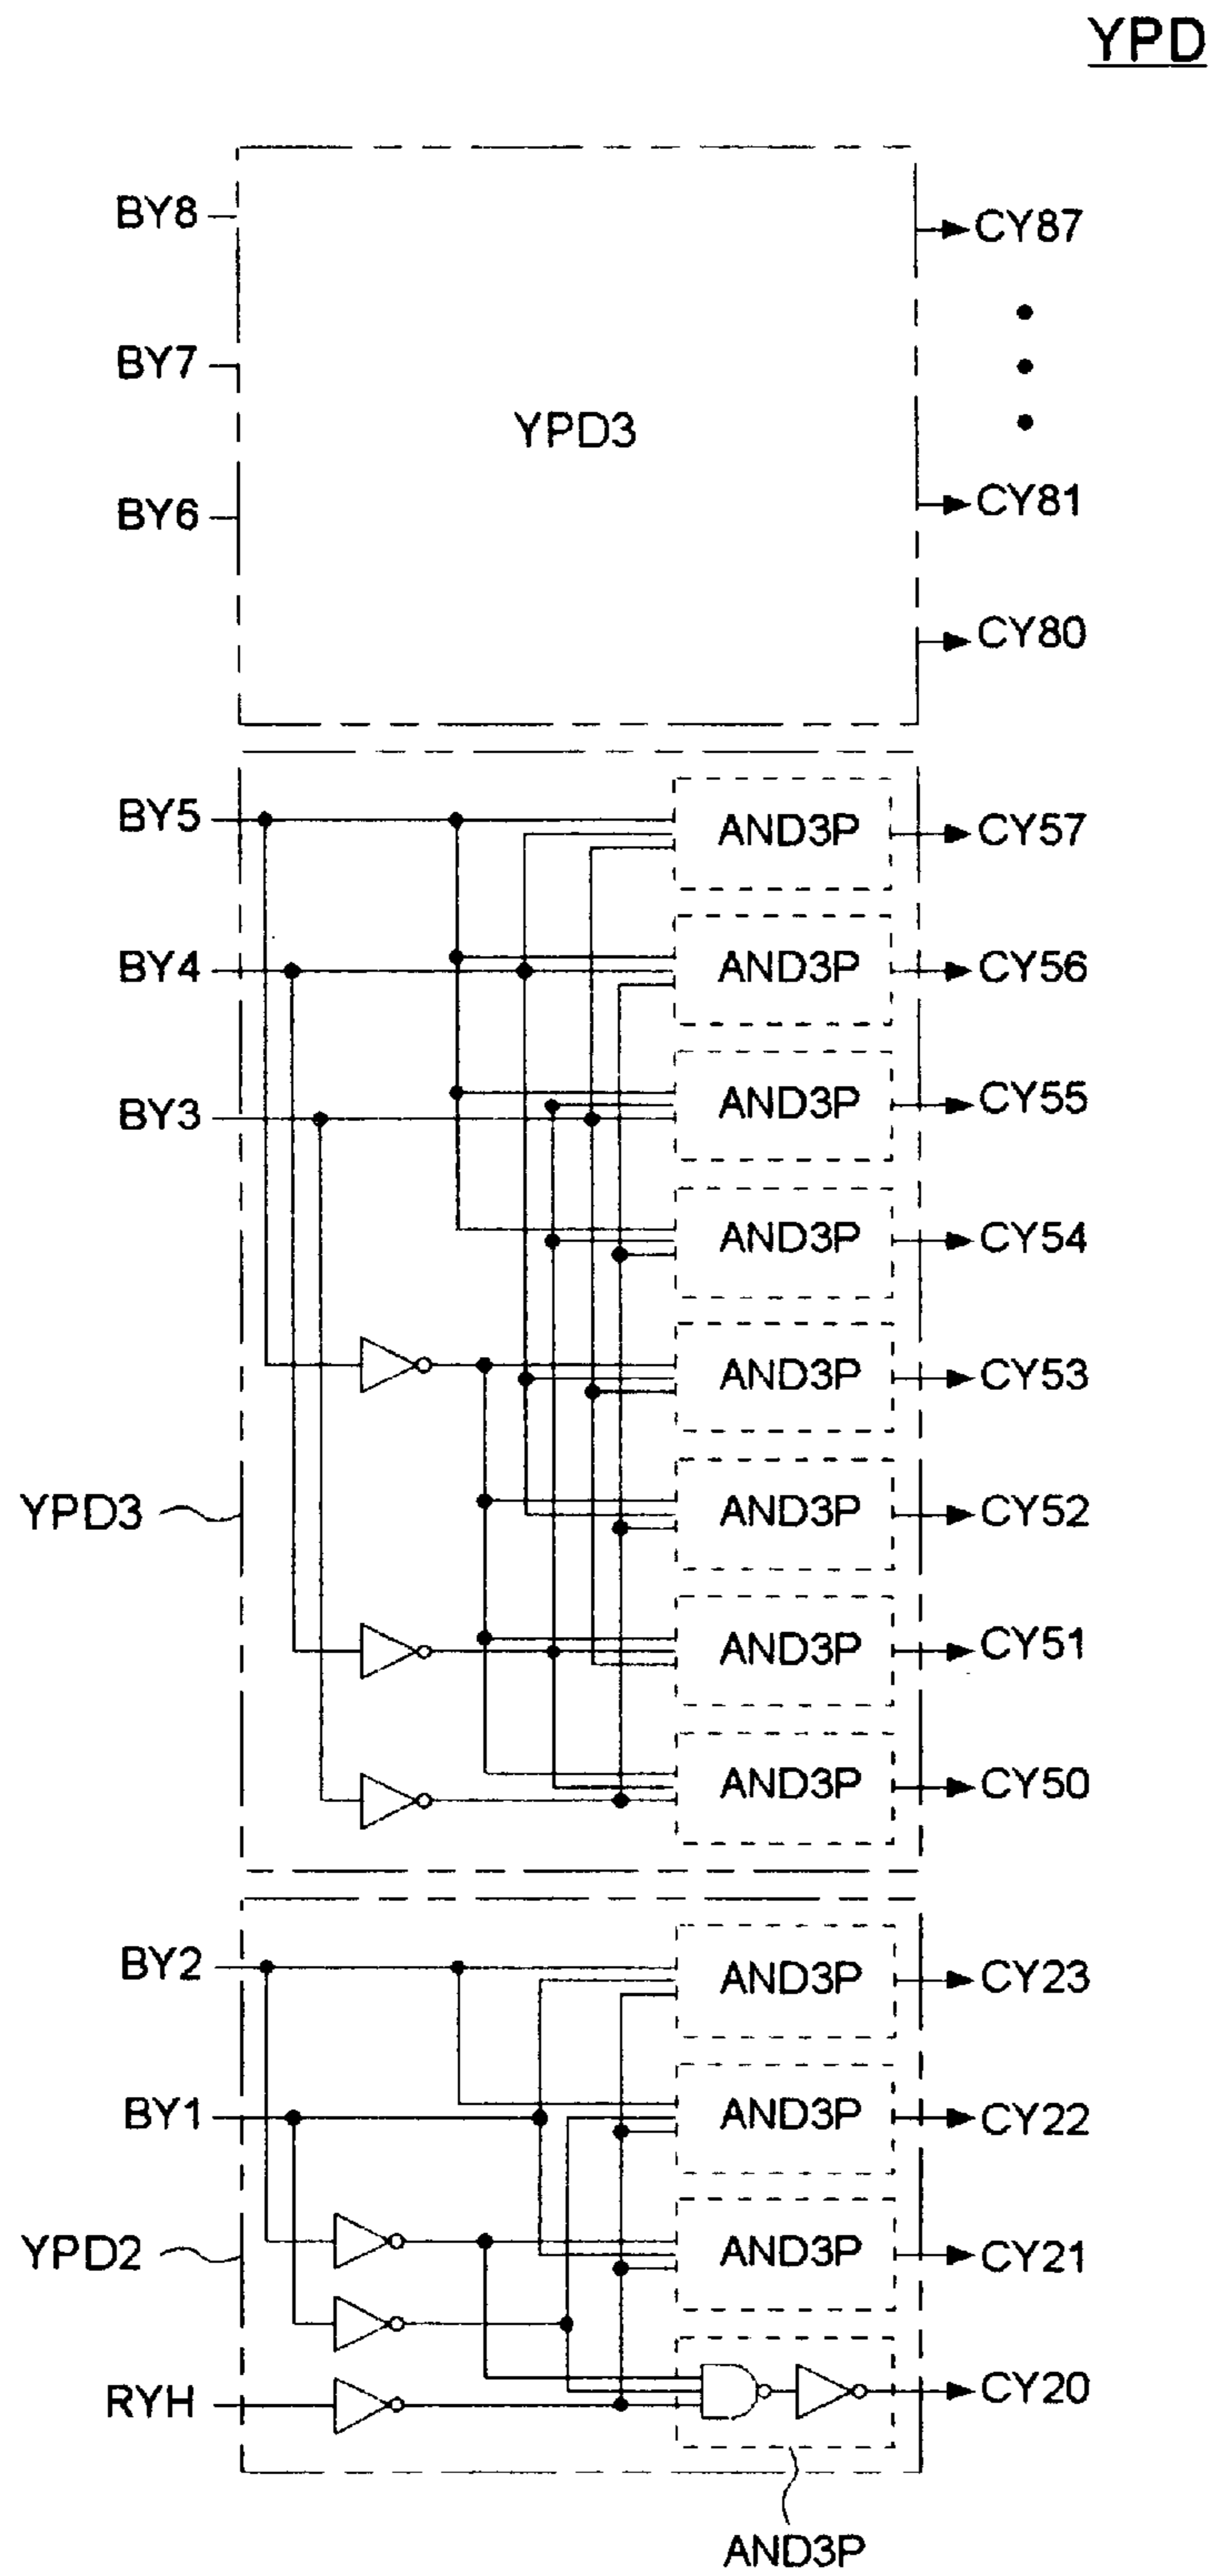 YPD
BY8
CY87
BY7
YPD3
BY6
CY81
CY80
BY5
AND3P
CY57
BY4
AND3P
CY56
BY3
AND3P
CY55
AND3P
CY54
AND3P
CY53
YPD3
AND3P
CY52
AND3P
CY51
AND3P
CY50
BY2
AND3P
CY23
BY1
AND3P
CY22
YPD2
AND3P
CY21
RYH
CY20
AND3P